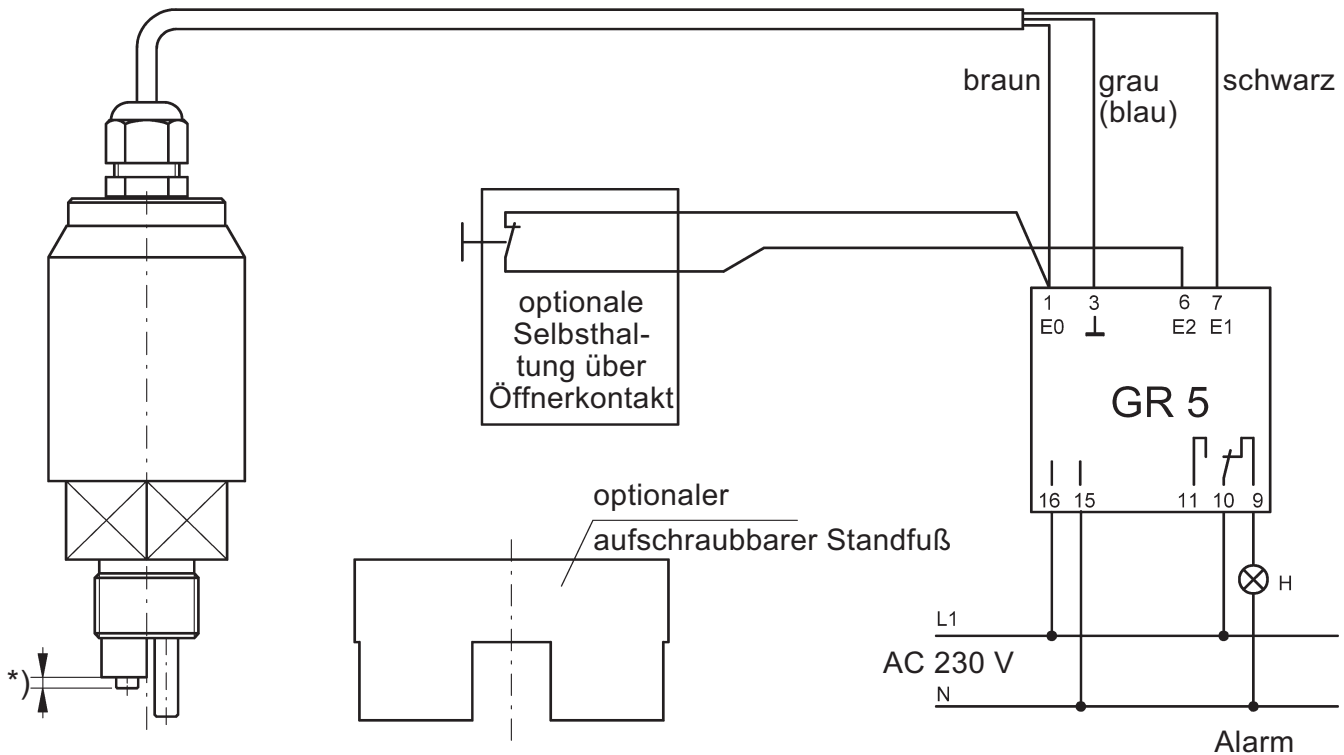 braun
grau
(blau)
schwarz
optionale
Selbsthal-
tung über
Öffnerkontakt
1 3 6 7
E0 E2 E1
GR 5
16 15 11 10 9
optionaler
aufschraubbarer Standfuß
H
L1
AC 230 V
N
*)
Alarm